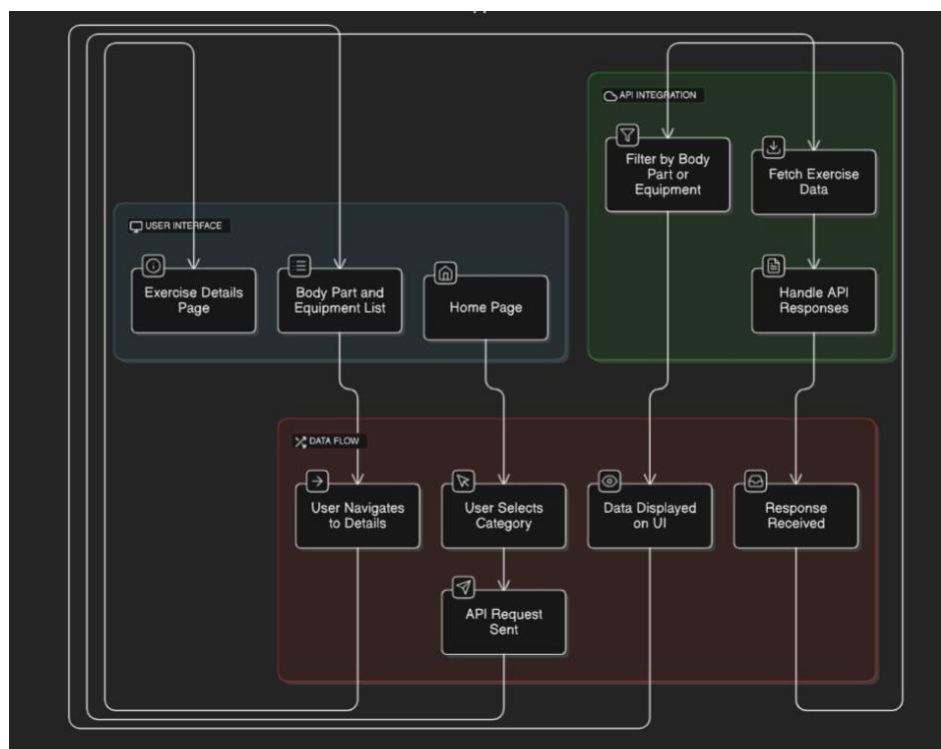 API INTEGRATION
Filter by Body
Part or
Equipment
Fetch Exercise
Data
USER INTERFACE
Exercise Details
Page
Body Part and
Equipment List
Home Page
Handle API
Responses
DATA FLOW
User Navigates
to Details
User Selects
Category
Data Displayed
on UI
Response
Received
API Request
Sent